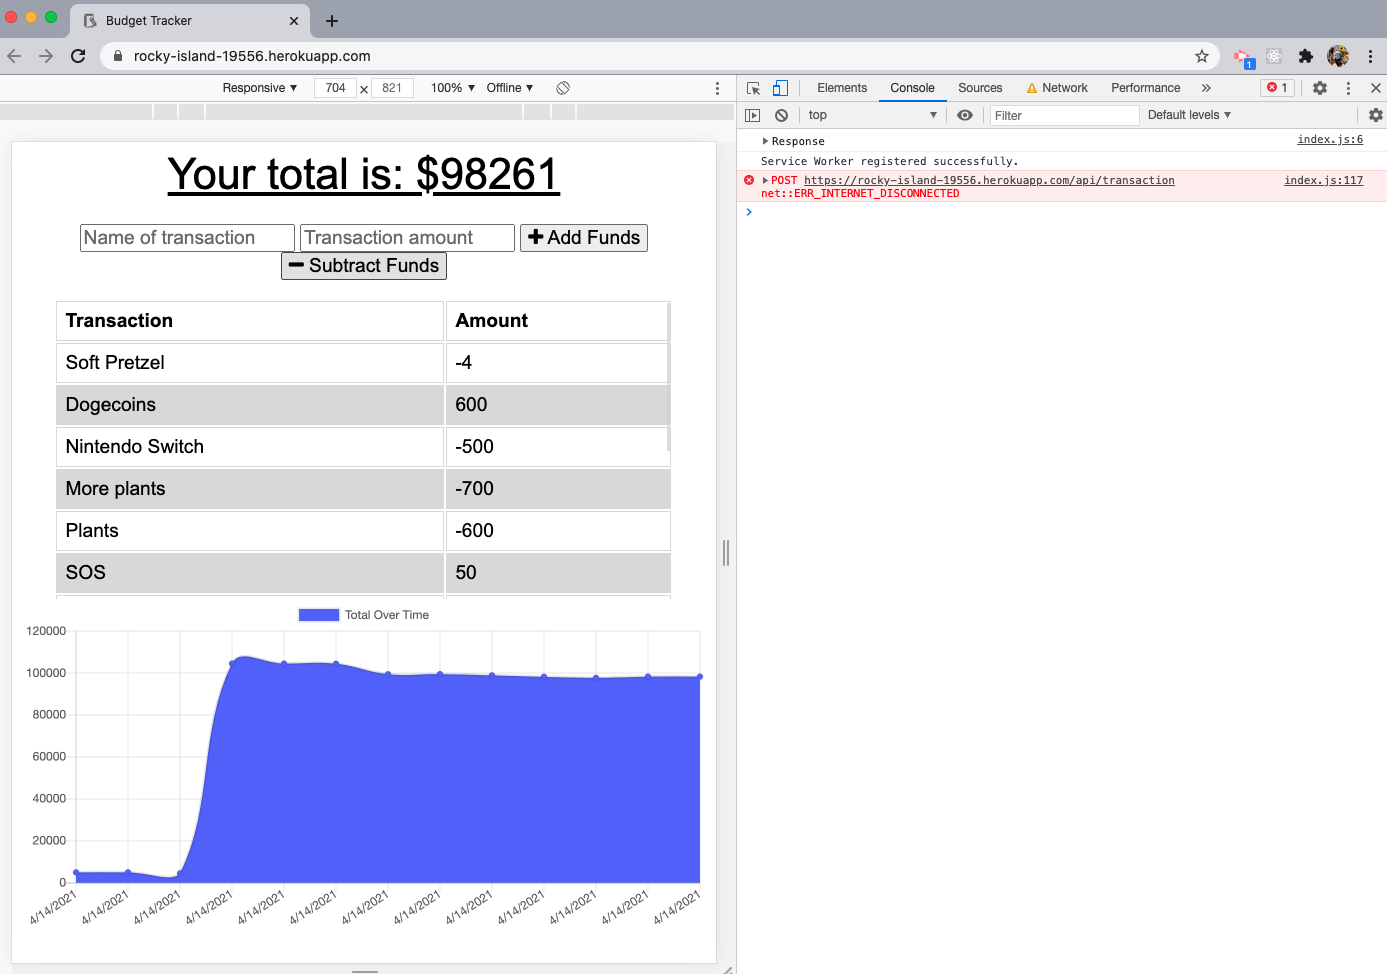 Budget Tracker
rocky-island-19556.herokuapp.com
1
Responsive ▼ 704 x 821 100% ▼ Offline ▼
Elements Console Sources Network Performance » 1
top ▼ Filter Default levels ▼
Response index.js:6
Service Worker registered successfully.
POST https://rocky-island-19556.herokuapp.com/api/transaction index.js:117
net::ERR_INTERNET_DISCONNECTED
Your total is: $98261
Name of transaction Transaction amount + Add Funds
− Subtract Funds
Transaction Amount
Soft Pretzel -4
Dogecoins 600
Nintendo Switch -500
More plants -700
Plants -600
SOS 50
Total Over Time
120000
100000
80000
60000
40000
20000
0
4/14/2021 4/14/2021 4/14/2021 4/14/2021 4/14/2021 4/14/2021 4/14/2021 4/14/2021 4/14/2021 4/14/2021 4/14/2021 4/14/2021 4/14/2021